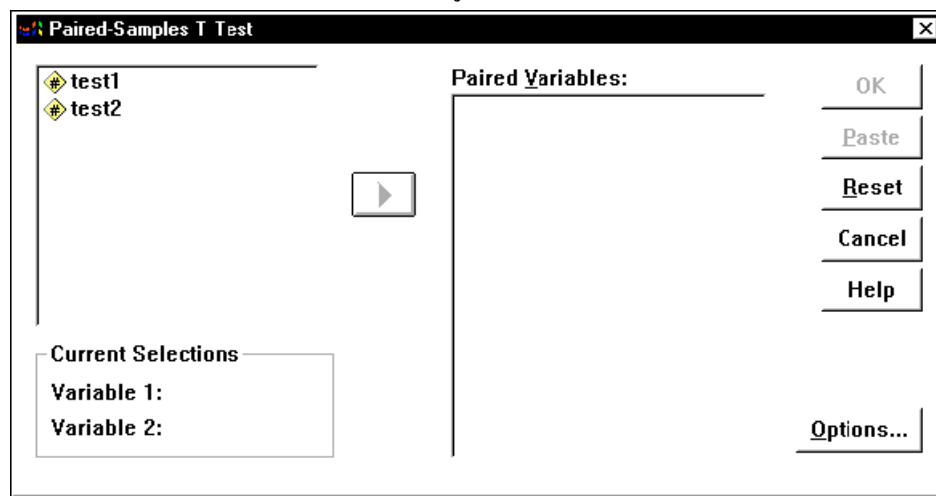 Paired-Samples T Test
test1
test2
Paired Variables:
OK
Paste
Reset
Cancel
Help
Current Selections
Variable 1:
Variable 2:
Options...